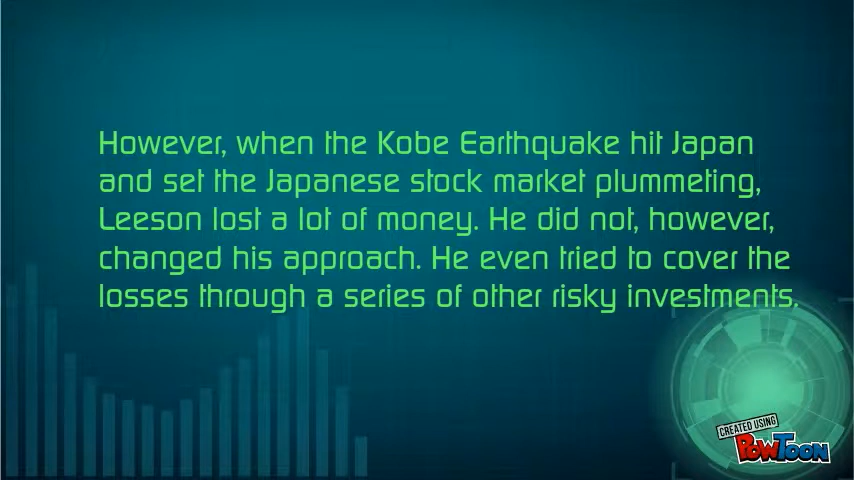 However, when the Kobe Earthquake hit Japan
and set the Japanese stock market plummeting,
Leeson lost a lot of money. He did not, however,
changed his approach. He even tried to cover the
losses through a series of other risky investments.
CREATED USING
POWTOON